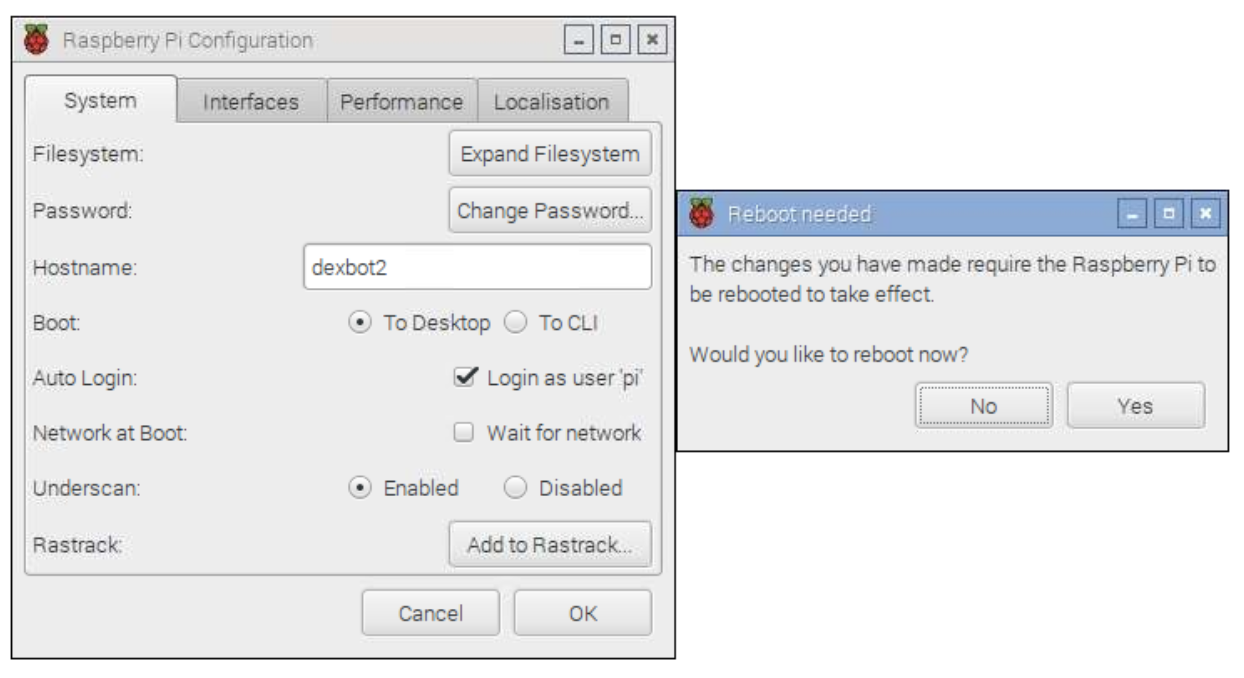 Raspberry Pi Configuration
System Interfaces Performance Localisation
Filesystem: Expand Filesystem
Password: Change Password...
Hostname: dexbot2
Boot: To Desktop To CLI
Auto Login: Login as user 'pi'
Network at Boot: Wait for network
Underscan: Enabled Disabled
Rastrack: Add to Rastrack...
Cancel OK
Reboot needed
The changes you have made require the Raspberry Pi to
be rebooted to take effect.
Would you like to reboot now?
No Yes